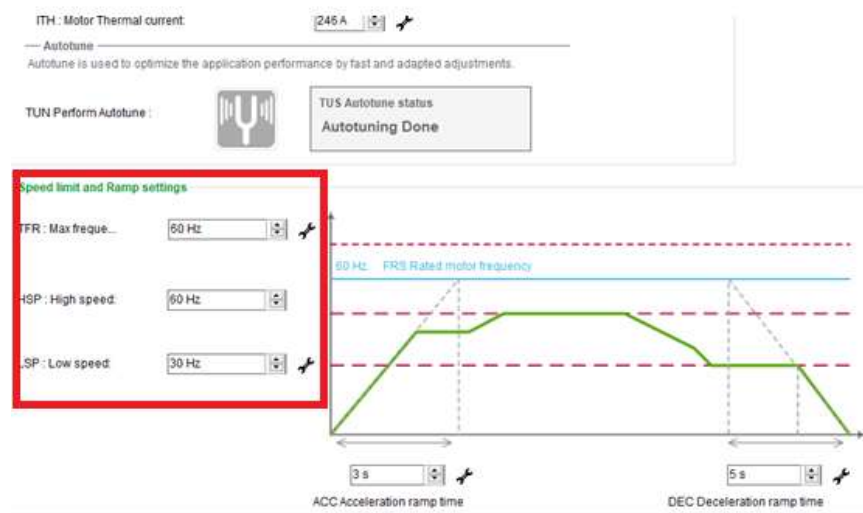 ITH : Motor Thermal current: 246 A
Autotune
Autotune is used to optimize the application performance by fast and adapted adjustments.
TUN Perform Autotune :
TUS Autotune status
Autotuning Done
Speed limit and Ramp settings
TFR : Max freque... 60 Hz
60 Hz FRS Rated motor frequency
HSP : High speed: 60 Hz
LSP : Low speed: 30 Hz
3 s
5 s
ACC Acceleration ramp time
DEC Deceleration ramp time